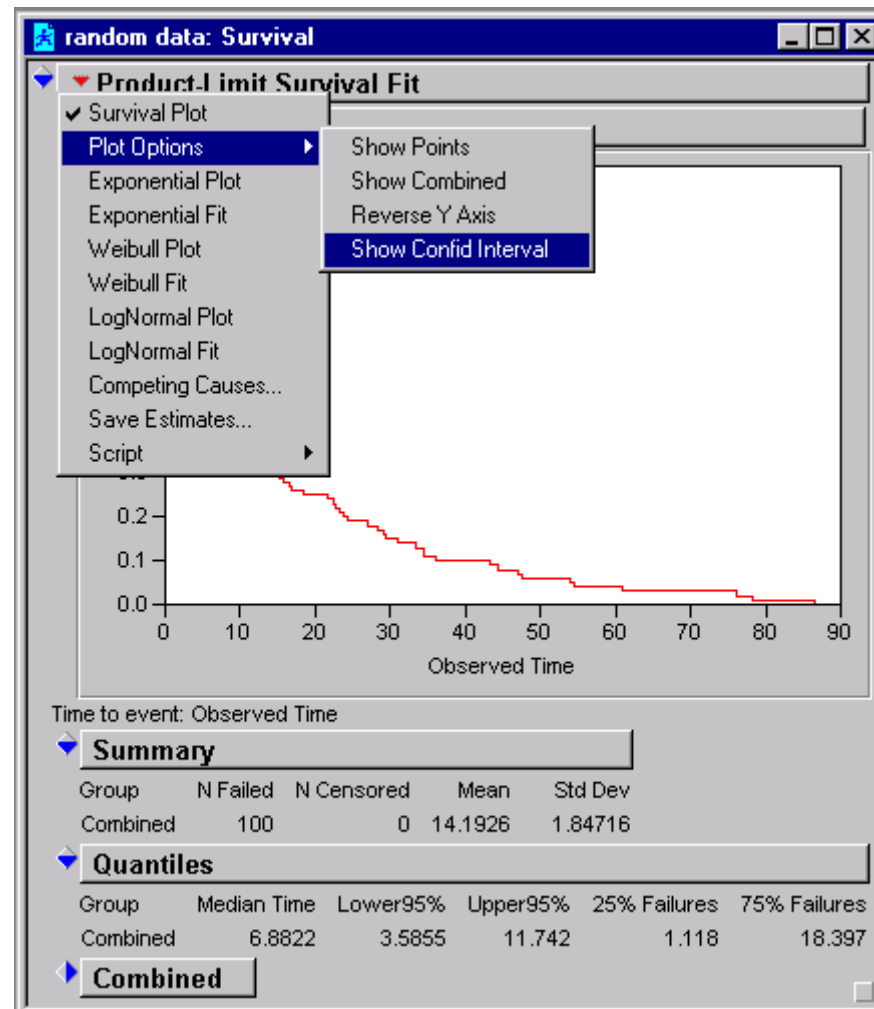 random data: Survival
Product-Limit Survival Fit
Survival Plot
Plot Options
Exponential Plot
Exponential Fit
Weibull Plot
Weibull Fit
LogNormal Plot
LogNormal Fit
Competing Causes...
Save Estimates...
Script
Show Points
Show Combined
Reverse Y Axis
Show Confid Interval
0.2
0.1
0.0
0 10 20 30 40 50 60 70 80 90
Observed Time
Time to event: Observed Time
Summary
Group N Failed N Censored Mean Std Dev
Combined 100 0 14.1926 1.84716
Quantiles
Group Median Time Lower95% Upper95% 25% Failures 75% Failures
Combined 6.8822 3.5855 11.742 1.118 18.397
Combined